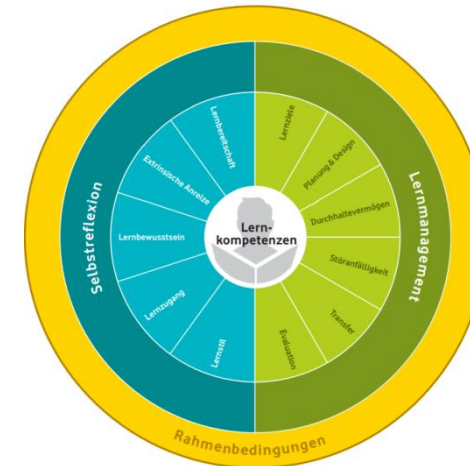 Lern-
kompetenzen
Selbstreflexion
Lernbereitschaft
Extrinsische Anreize
Lernbewusstsein
Lernzugang
Lernstil
Lernmanagement
Lernziele
Planung & Design
Durchhaltevermögen
Störanfälligkeit
Transfer
Evaluation
Rahmenbedingungen